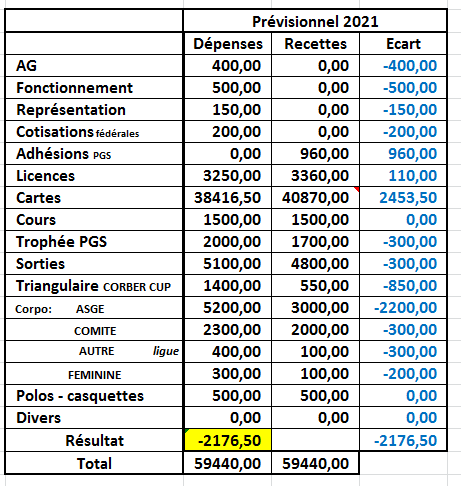 Prévisionnel 2021
Dépenses Recettes Ecart
AG 400,00 0,00 -400,00
Fonctionnement 500,00 0,00 -500,00
Représentation 150,00 0,00 -150,00
Cotisations fédérales 200,00 0,00 -200,00
Adhésions PGS 0,00 960,00 960,00
Licences 3250,00 3360,00 110,00
Cartes 38416,50 40870,00 2453,50
Cours 1500,00 1500,00 0,00
Trophée PGS 2000,00 1700,00 -300,00
Sorties 5100,00 4800,00 -300,00
Triangulaire CORBER CUP 1400,00 550,00 -850,00
Corpo: ASGE 5200,00 3000,00 -2200,00
COMITE 2300,00 2000,00 -300,00
AUTRE ligue 400,00 100,00 -300,00
FEMININE 300,00 100,00 -200,00
Polos - casquettes 500,00 500,00 0,00
Divers 0,00 0,00 0,00
Résultat -2176,50 -2176,50
Total 59440,00 59440,00